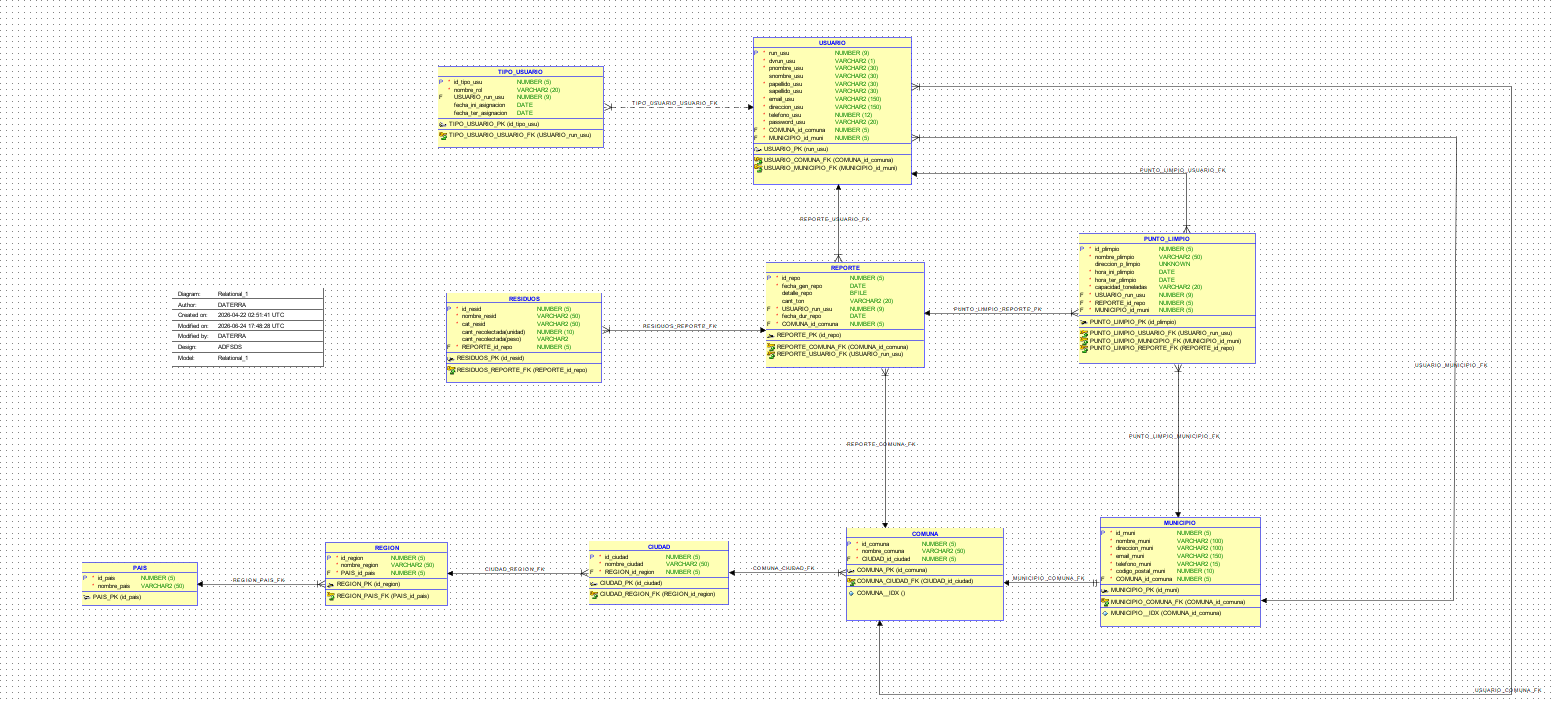 USUARIO
P * run_usu NUMBER (9)
* dvrun_usu VARCHAR2 (1)
* pnombre_usu VARCHAR2 (30)
snombre_usu VARCHAR2 (30)
* papellido_usu VARCHAR2 (30)
sapellido_usu VARCHAR2 (30)
* email_usu VARCHAR2 (150)
* direccion_usu VARCHAR2 (150)
* telefono_usu NUMBER (12)
* password_usu VARCHAR2 (20)
F * COMUNA_id_comuna NUMBER (5)
F * MUNICIPIO_id_muni NUMBER (5)
USUARIO_PK (run_usu)
USUARIO_COMUNA_FK (COMUNA_id_comuna)
USUARIO_MUNICIPIO_FK (MUNICIPIO_id_muni)
TIPO_USUARIO
P * id_tipo_usu NUMBER (5)
* nombre_rol VARCHAR2 (20)
F USUARIO_run_usu NUMBER (9)
fecha_ini_asignacion DATE
fecha_ter_asignacion DATE
TIPO_USUARIO_PK (id_tipo_usu)
TIPO_USUARIO_USUARIO_FK (USUARIO_run_usu)
TIPO_USUARIO_USUARIO_FK
PUNTO_LIMPIO_USUARIO_FK
REPORTE_USUARIO_FK
PUNTO_LIMPIO
P * id_plimpio NUMBER (5)
* nombre_plimpio VARCHAR2 (50)
direccion_p_limpio UNKNOWN
* hora_ini_plimpio DATE
* hora_ter_plimpio DATE
* capacidad_toneladas VARCHAR2 (20)
F * USUARIO_run_usu NUMBER (9)
F * REPORTE_id_repo NUMBER (5)
F * MUNICIPIO_id_muni NUMBER (5)
PUNTO_LIMPIO_PK (id_plimpio)
PUNTO_LIMPIO_USUARIO_FK (USUARIO_run_usu)
PUNTO_LIMPIO_MUNICIPIO_FK (MUNICIPIO_id_muni)
PUNTO_LIMPIO_REPORTE_FK (REPORTE_id_repo)
REPORTE
P * id_repo NUMBER (5)
* fecha_gen_repo DATE
detalle_repo BFILE
cant_ton VARCHAR2 (20)
F * USUARIO_run_usu NUMBER (9)
* fecha_dur_repo DATE
F * COMUNA_id_comuna NUMBER (5)
REPORTE_PK (id_repo)
REPORTE_COMUNA_FK (COMUNA_id_comuna)
REPORTE_USUARIO_FK (USUARIO_run_usu)
PUNTO_LIMPIO_REPORTE_FK
Diagram: Relational_1
Author: DATERRA
Created on: 2026-04-22 02:51:41 UTC
Modified on: 2026-06-24 17:48:28 UTC
Modified by: DATERRA
Design: ADFSDS
Model: Relational_1
RESIDUOS
P * id_resid NUMBER (5)
* nombre_resid VARCHAR2 (50)
* cat_resid VARCHAR2 (50)
cant_recolectada(unidad) NUMBER (10)
cant_recolectada(peso) VARCHAR2
F * REPORTE_id_repo NUMBER (5)
RESIDUOS_PK (id_resid)
RESIDUOS_REPORTE_FK (REPORTE_id_repo)
RESIDUOS_REPORTE_FK
USUARIO_MUNICIPIO_FK
REPORTE_COMUNA_FK
PUNTO_LIMPIO_MUNICIPIO_FK
PAIS
P * id_pais NUMBER (5)
* nombre_pais VARCHAR2 (50)
PAIS_PK (id_pais)
REGION_PAIS_FK
REGION
P * id_region NUMBER (5)
* nombre_region VARCHAR2 (50)
F * PAIS_id_pais NUMBER (5)
REGION_PK (id_region)
REGION_PAIS_FK (PAIS_id_pais)
CIUDAD_REGION_FK
CIUDAD
P * id_ciudad NUMBER (5)
* nombre_ciudad VARCHAR2 (50)
F * REGION_id_region NUMBER (5)
CIUDAD_PK (id_ciudad)
CIUDAD_REGION_FK (REGION_id_region)
COMUNA_CIUDAD_FK
COMUNA
P * id_comuna NUMBER (5)
* nombre_comuna VARCHAR2 (50)
F * CIUDAD_id_ciudad NUMBER (5)
COMUNA_PK (id_comuna)
COMUNA_CIUDAD_FK (CIUDAD_id_ciudad)
COMUNA__IDX ()
MUNICIPIO_COMUNA_FK
MUNICIPIO
P * id_muni NUMBER (5)
* nombre_muni VARCHAR2 (100)
* direccion_muni VARCHAR2 (100)
* email_muni VARCHAR2 (150)
* telefono_muni VARCHAR2 (15)
* codigo_postal_muni NUMBER (10)
F * COMUNA_id_comuna NUMBER (5)
MUNICIPIO_PK (id_muni)
MUNICIPIO_COMUNA_FK (COMUNA_id_comuna)
MUNICIPIO__IDX (COMUNA_id_comuna)
USUARIO_COMUNA_FK